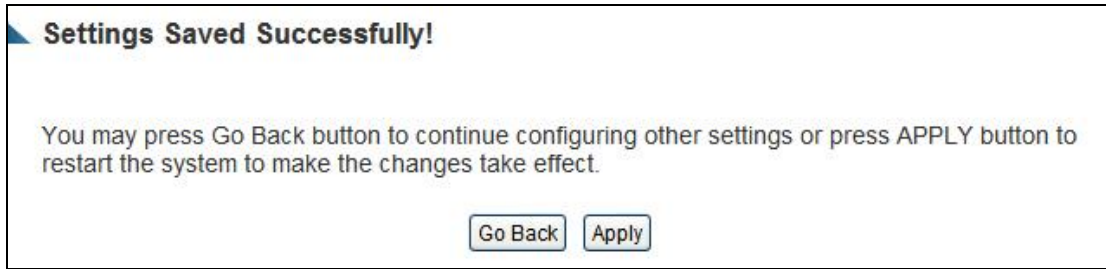 Settings Saved Successfully!
You may press Go Back button to continue configuring other settings or press APPLY button to
restart the system to make the changes take effect.
Go Back Apply